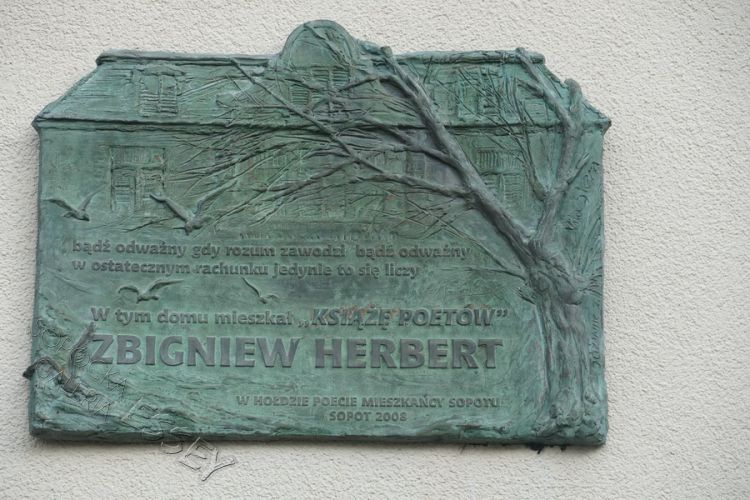 bądź odważny gdy rozum zawodzi bądź odważny
w ostatecznym rachunku jedynie to się liczy
W tym domu mieszkał „KSIĄŻĘ POETÓW”
ZBIGNIEW HERBERT
W HOŁDZIE POECIE MIESZKAŃCY SOPOTU
SOPOT 2008